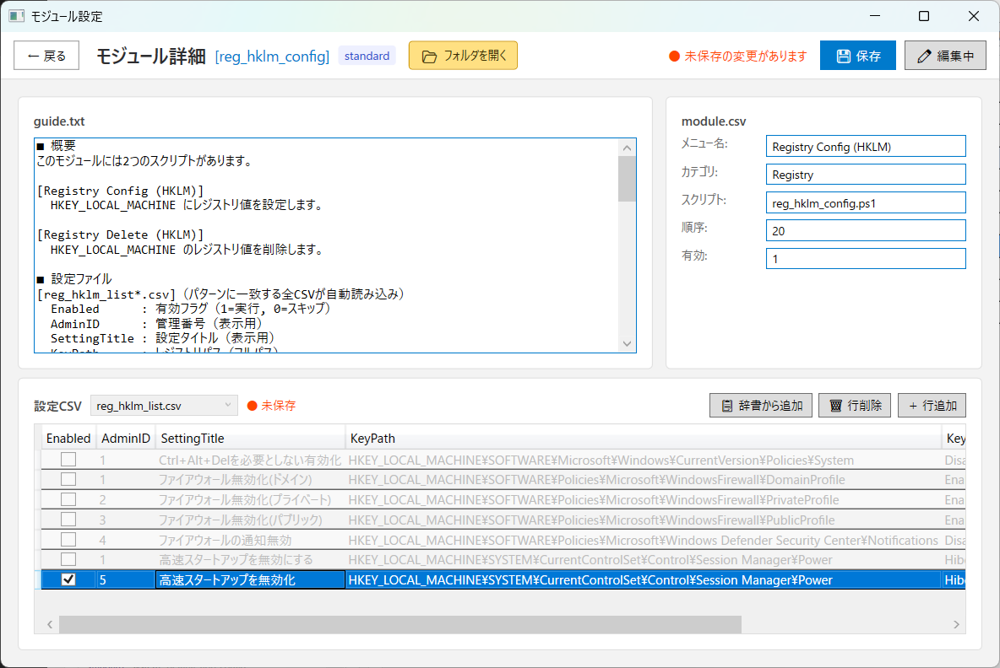 モジュール設定
← 戻る
モジュール詳細 [reg_hklm_config] standard
フォルダを開く
● 未保存の変更があります
保存
編集中
guide.txt
■ 概要
このモジュールには2つのスクリプトがあります。
[Registry Config (HKLM)]
HKEY_LOCAL_MACHINE にレジストリ値を設定します。
[Registry Delete (HKLM)]
HKEY_LOCAL_MACHINE のレジストリ値を削除します。
■ 設定ファイル
[reg_hklm_list*.csv]（パターンに一致する全CSVが自動読み込み）
Enabled : 有効フラグ（1=実行, 0=スキップ）
AdminID : 管理番号（表示用）
SettingTitle : 設定タイトル（表示用）
KeyPath : レジストリパス（フルパス）
module.csv
メニュー名: Registry Config (HKLM)
カテゴリ: Registry
スクリプト: reg_hklm_config.ps1
順序: 20
有効: 1
設定CSV reg_hklm_list.csv ● 未保存
辞書から追加
行削除
+ 行追加
Enabled AdminID SettingTitle KeyPath Key
1 Ctrl+Alt+Delを必要としない有効化 HKEY_LOCAL_MACHINE¥SOFTWARE¥Microsoft¥Windows¥CurrentVersion¥Policies¥System Disa
1 ファイアウォール無効化(ドメイン) HKEY_LOCAL_MACHINE¥SOFTWARE¥Policies¥Microsoft¥WindowsFirewall¥DomainProfile Ena
2 ファイアウォール無効化(プライベート) HKEY_LOCAL_MACHINE¥SOFTWARE¥Policies¥Microsoft¥WindowsFirewall¥PrivateProfile Ena
3 ファイアウォール無効化(パブリック) HKEY_LOCAL_MACHINE¥SOFTWARE¥Policies¥Microsoft¥WindowsFirewall¥PublicProfile Ena
4 ファイアウォールの通知無効 HKEY_LOCAL_MACHINE¥SOFTWARE¥Policies¥Microsoft¥Windows Defender Security Center¥Notifications Disa
1 高速スタートアップを無効にする HKEY_LOCAL_MACHINE¥SYSTEM¥CurrentControlSet¥Control¥Session Manager¥Power Hibe
5 高速スタートアップを無効化 HKEY_LOCAL_MACHINE¥SYSTEM¥CurrentControlSet¥Control¥Session Manager¥Power Hibe